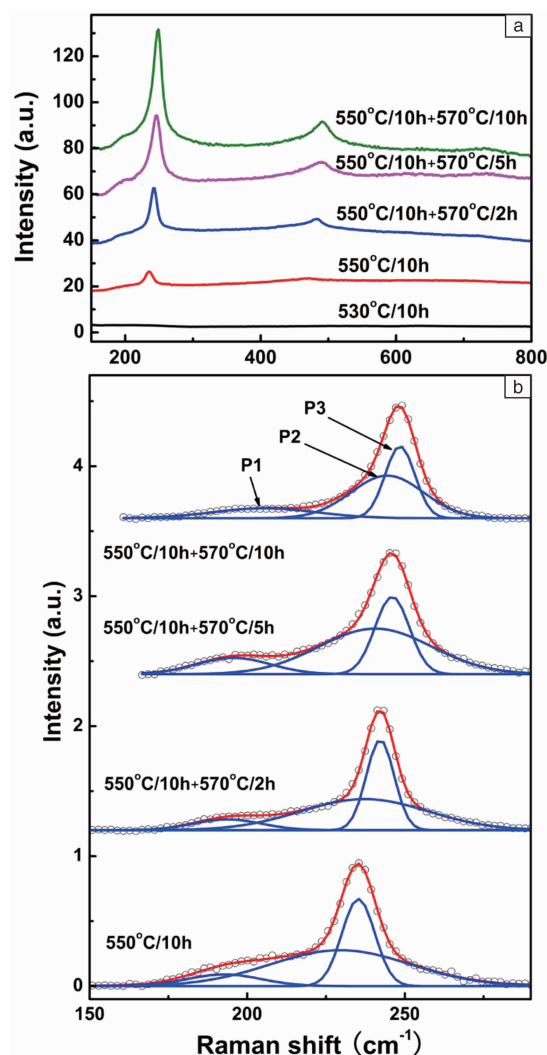 a
120
100
80
60
40
20
0
Intensity (a.u.)
550°C/10h+570°C/10h
550°C/10h+570°C/5h
550°C/10h+570°C/2h
550°C/10h
530°C/10h
200 400 600 800
b
P3
P2
P1
4
3
2
1
0
Intensity (a.u.)
550°C/10h+570°C/10h
550°C/10h+570°C/5h
550°C/10h+570°C/2h
550°C/10h
150 200 250
Raman shift (cm⁻¹)